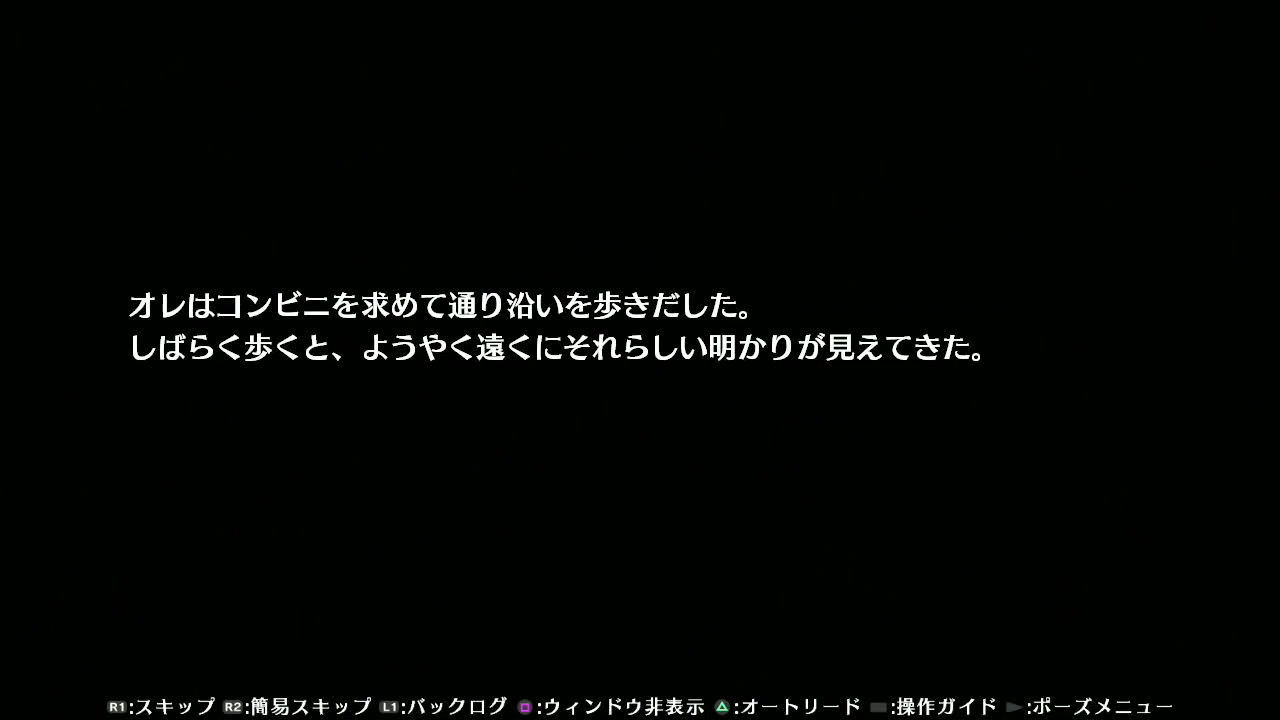 オレはコンビニを求めて通り沿いを歩きだした。
しばらく歩くと、ようやく遠くにそれらしい明かりが見えてきた。
R1:スキップ R2:簡易スキップ L1:バックログ □:ウィンドウ非表示 △:オートリード :操作ガイド :ポーズメニュー